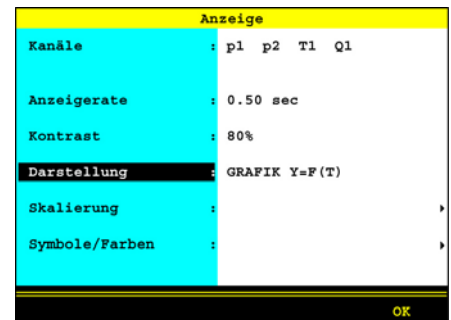 Anzeige
Kanäle : p1 p2 T1 Q1
Anzeigerate : 0.50 sec
Kontrast : 80%
Darstellung : GRAFIK Y=F(T)
Skalierung :
Symbole/Farben :
OK